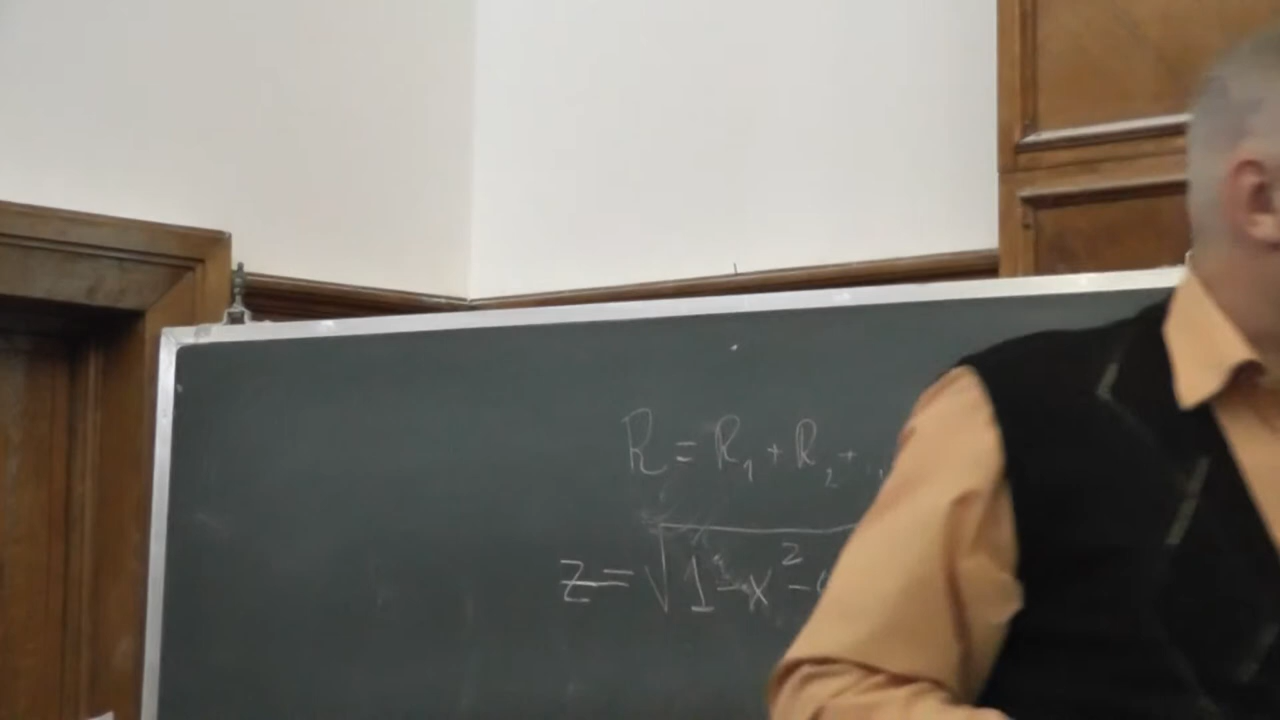 R = R₁ + R₂ + ..
z = √1-x²-